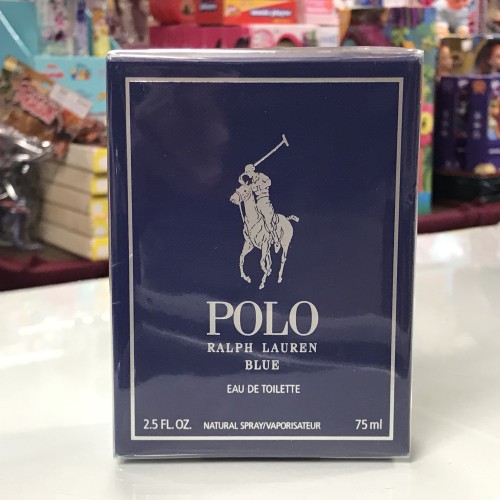 POLO
RALPH LAUREN
BLUE
EAU DE TOILETTE
2.5 FL. OZ. NATURAL SPRAY/VAPORISATEUR 75 ml